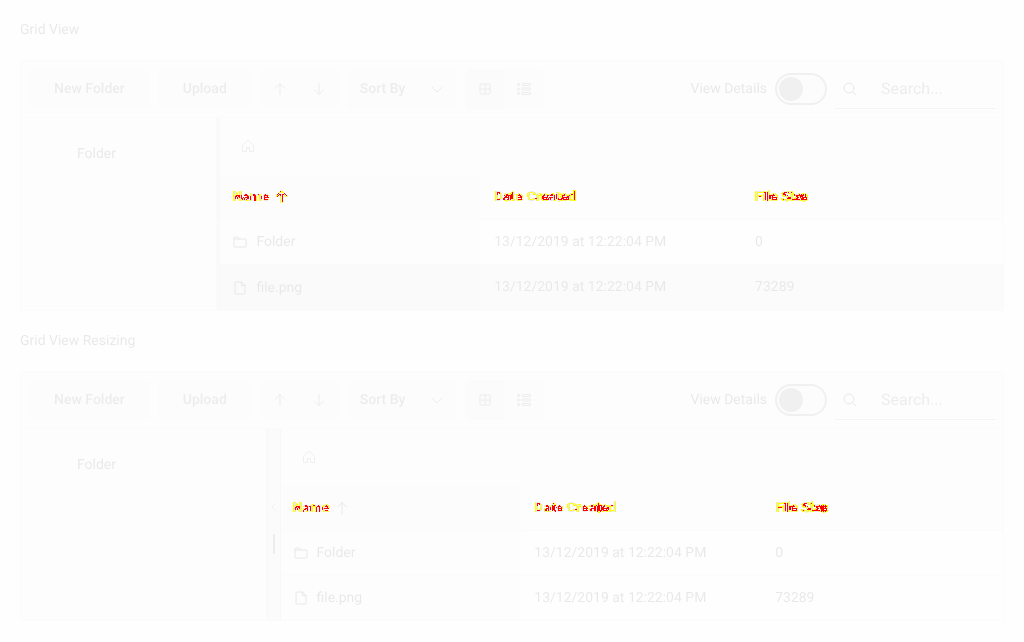 Grid View
New Folder Upload Sort By View Details Search...
Folder
Name Date Created File Size
Folder 13/12/2019 at 12:22:04 PM 0
file.png 13/12/2019 at 12:22:04 PM 73289
Grid View Resizing
New Folder Upload Sort By View Details Search...
Folder
Name Date Created File Size
Folder 13/12/2019 at 12:22:04 PM 0
file.png 13/12/2019 at 12:22:04 PM 73289